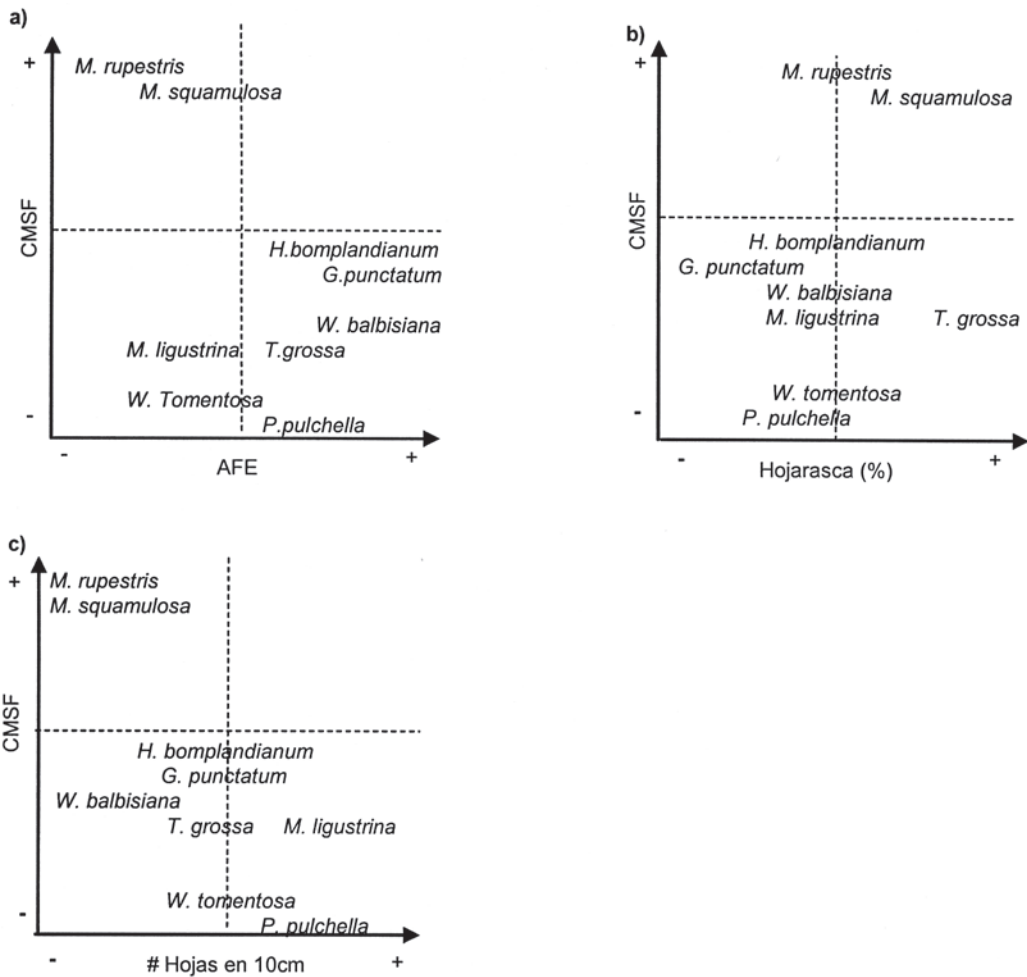 a)
+
M. rupestris
M. squamulosa
CMSF
H.bomplandianum
G.punctatum
W. balbisiana
M. ligustrina T.grossa
W. Tomentosa
-
P.pulchella
- +
AFE
b)
+
M. rupestris
M. squamulosa
CMSF
H. bomplandianum
G. punctatum
W. balbisiana
M. ligustrina T. grossa
W. tomentosa
-
P. pulchella
- +
Hojarasca (%)
c)
+
M. rupestris
M. squamulosa
CMSF
H. bomplandianum
G. punctatum
W. balbisiana
T. grossa M. ligustrina
W. tomentosa
-
P. pulchella
- # Hojas en 10cm +